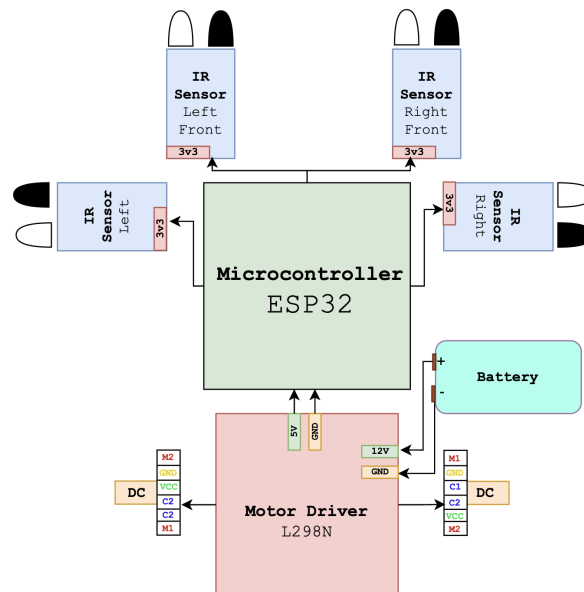 IR
Sensor
Left
Front
3v3
IR
Sensor
Right
Front
3v3
IR
Sensor
Left
3v3
3v3
IR
Sensor
Right
Microcontroller
ESP32
+
-
Battery
5V
GND
12V
GND
Motor Driver
L298N
DC
M2
GND
VCC
C2
C2
M1
M1
GND
C1
C2
VCC
M2
DC